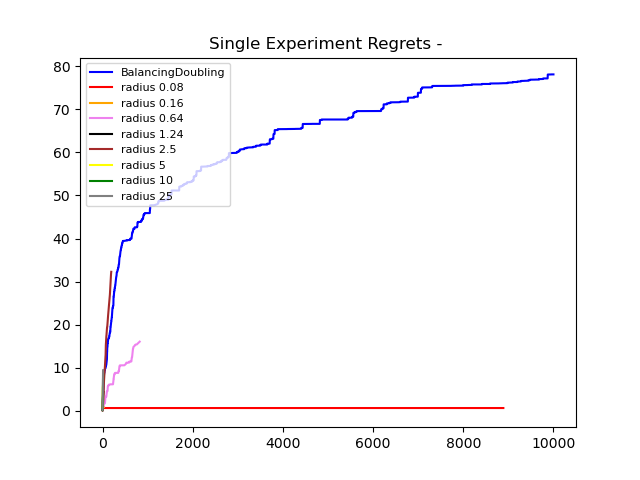 Single Experiment Regrets -
80
70
60
50
40
30
20
10
0
BalancingDoubling
radius 0.08
radius 0.16
radius 0.64
radius 1.24
radius 2.5
radius 5
radius 10
radius 25
0 2000 4000 6000 8000 10000